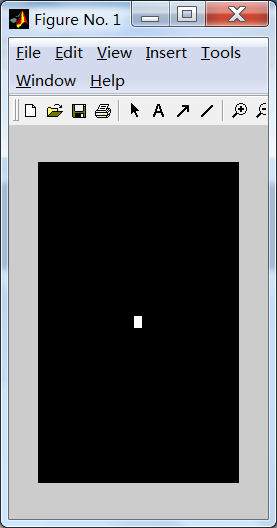 Figure No. 1
File Edit View Insert Tools
Window Help
A